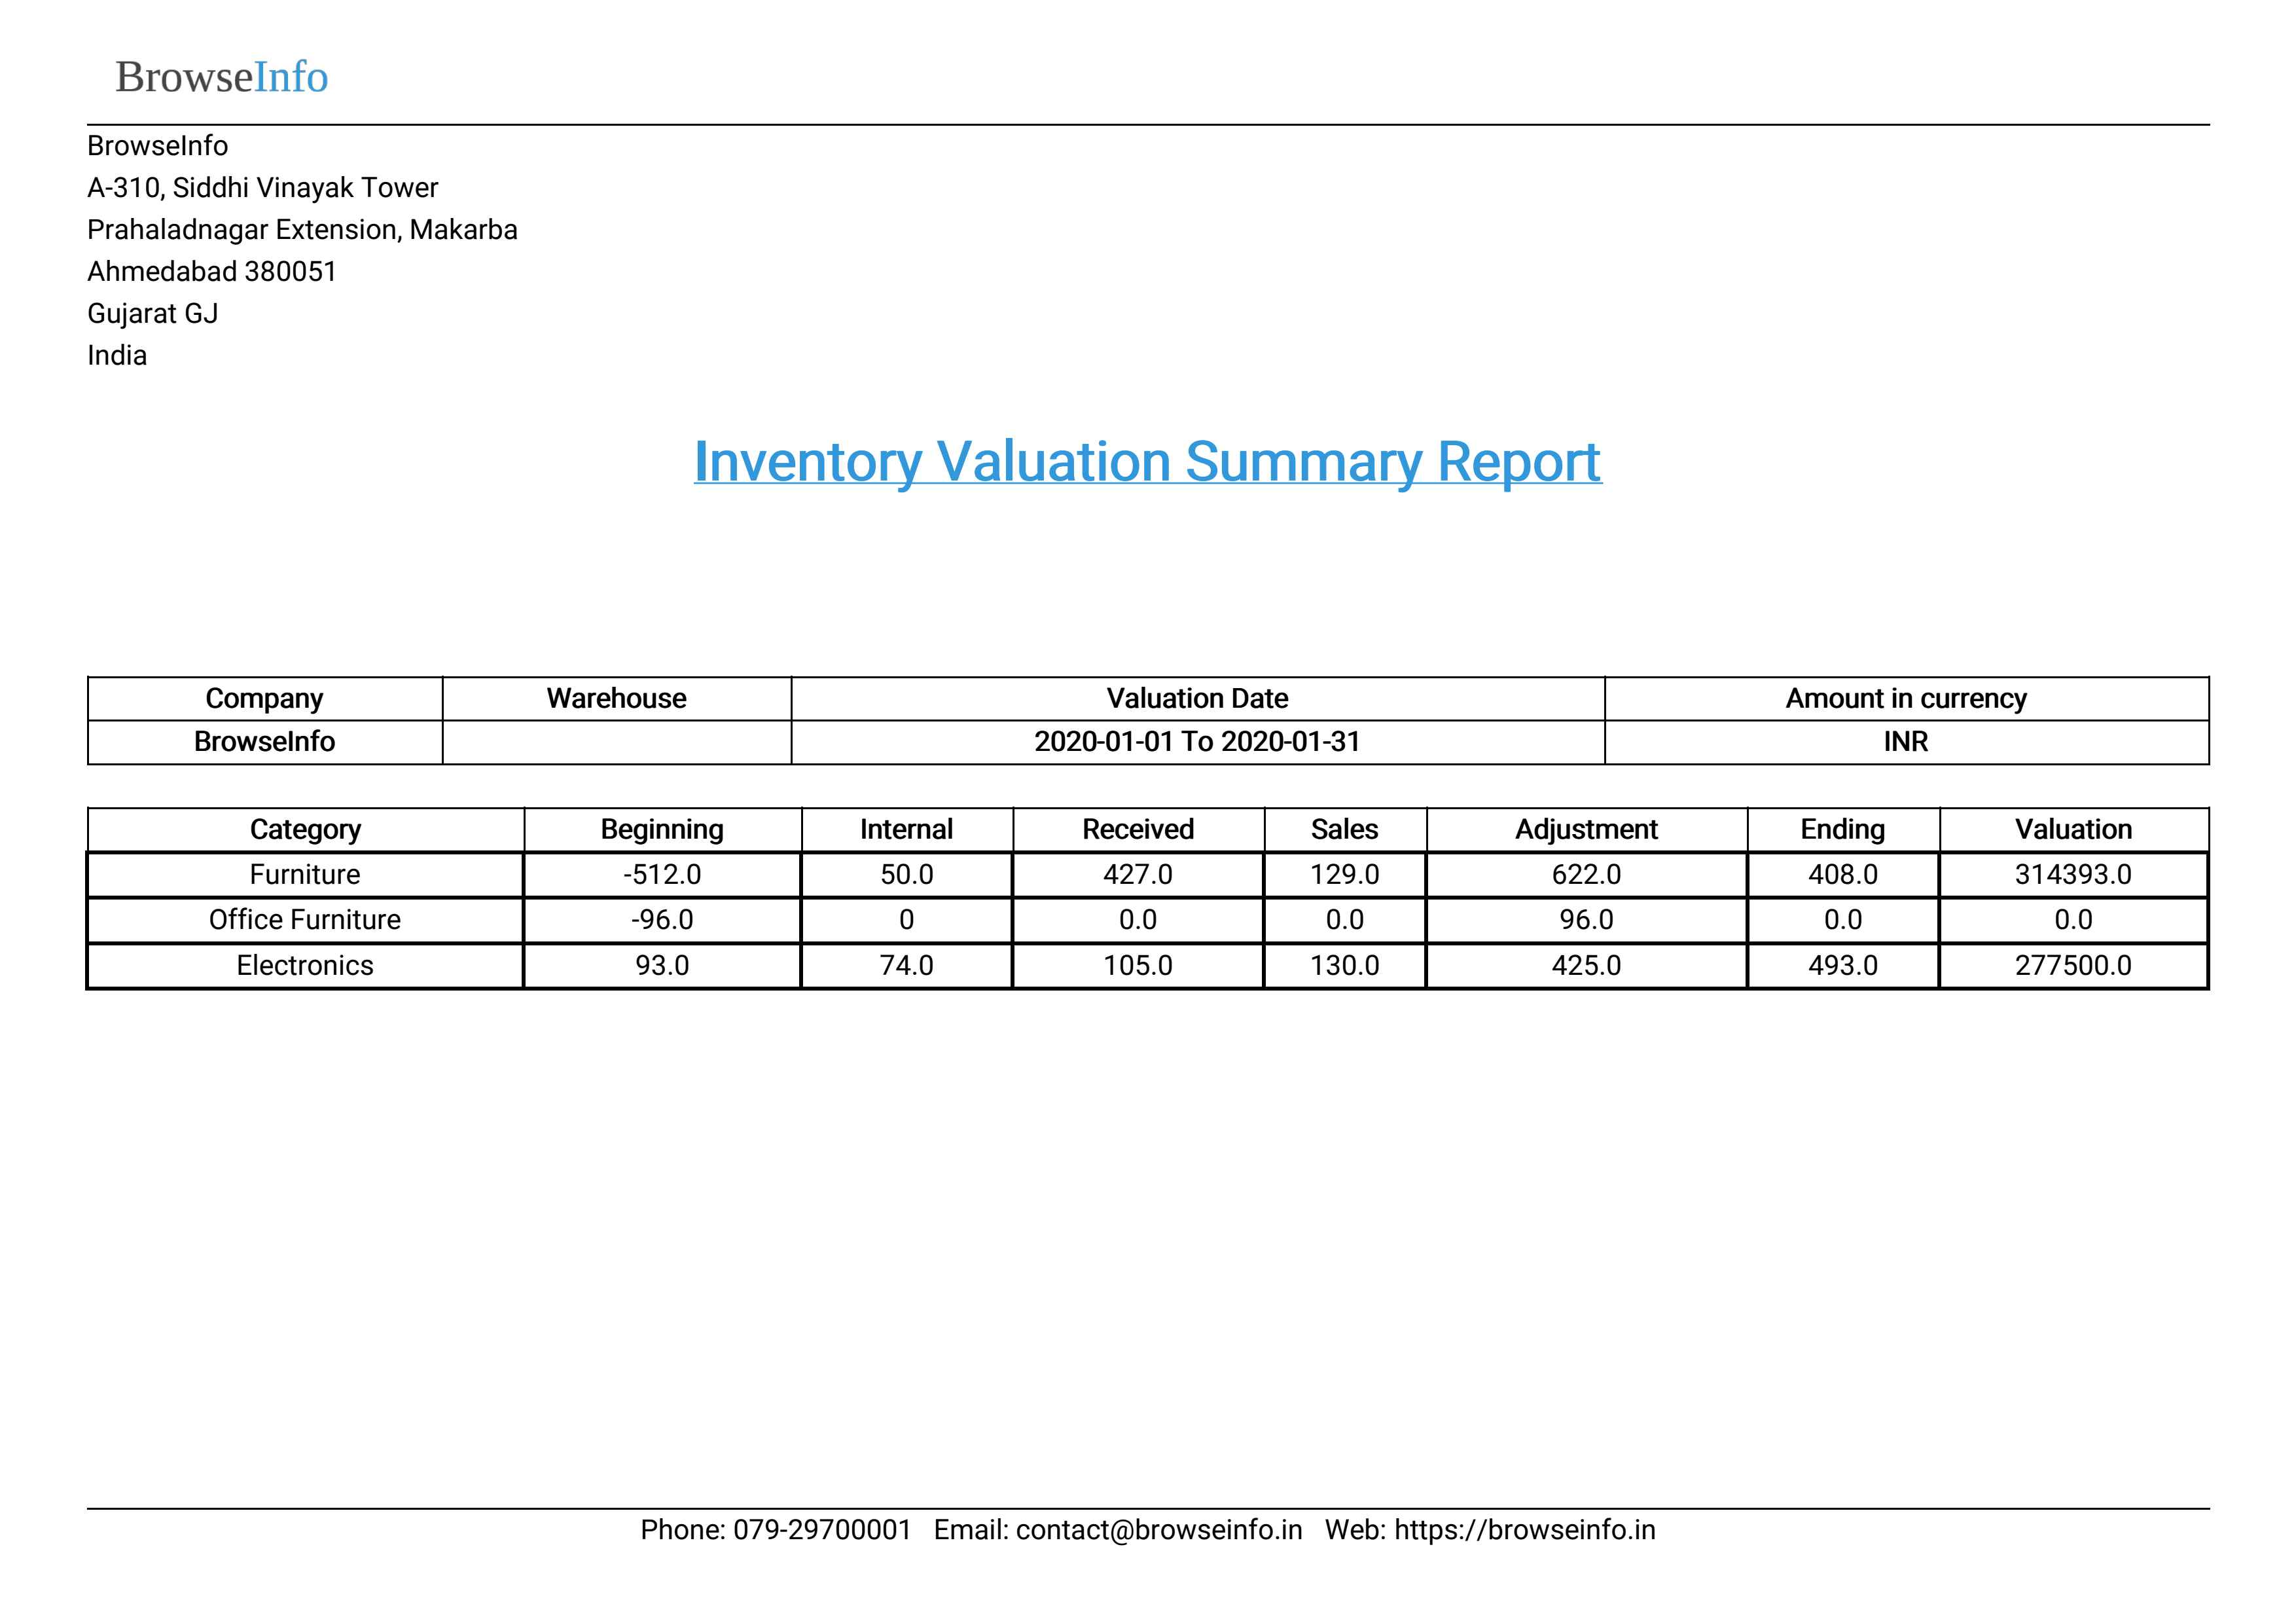 BrowseInfo
BrowseInfo
A-310, Siddhi Vinayak Tower
Prahaladnagar Extension, Makarba
Ahmedabad 380051
Gujarat GJ
India
Inventory Valuation Summary Report
Company Warehouse Valuation Date Amount in currency
BrowseInfo 2020-01-01 To 2020-01-31 INR
Category Beginning Internal Received Sales Adjustment Ending Valuation
Furniture -512.0 50.0 427.0 129.0 622.0 408.0 314393.0
Office Furniture -96.0 0 0.0 0.0 96.0 0.0 0.0
Electronics 93.0 74.0 105.0 130.0 425.0 493.0 277500.0
Phone: 079-29700001 Email: contact@browseinfo.in Web: https://browseinfo.in